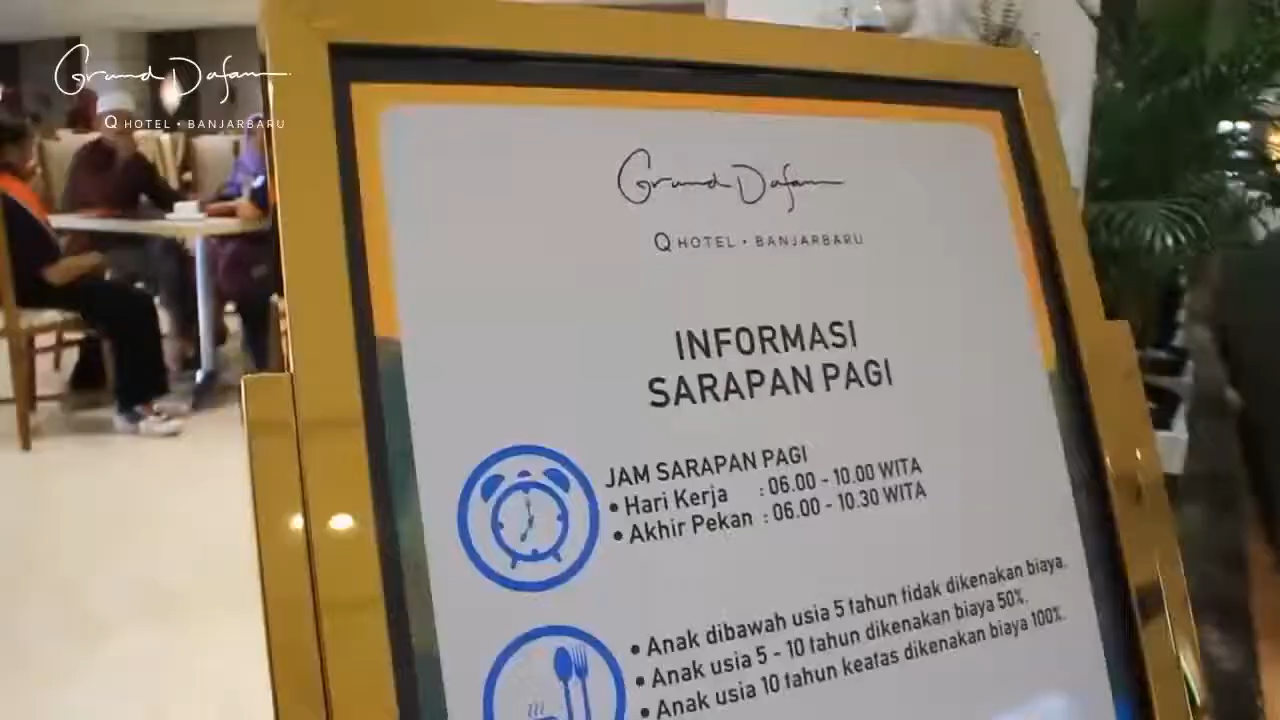 Grand Dafam
Q HOTEL • BANJARBARU
Grand Dafam
Q HOTEL • BANJARBARU
INFORMASI
SARAPAN PAGI
JAM SARAPAN PAGI
• Hari Kerja : 06.00 - 10.00 WITA
• Akhir Pekan : 06.00 - 10.30 WITA
• Anak dibawah usia 5 tahun tidak dikenakan biaya.
• Anak usia 5 - 10 tahun dikenakan biaya 50%.
• Anak usia 10 tahun keatas dikenakan biaya 100%.